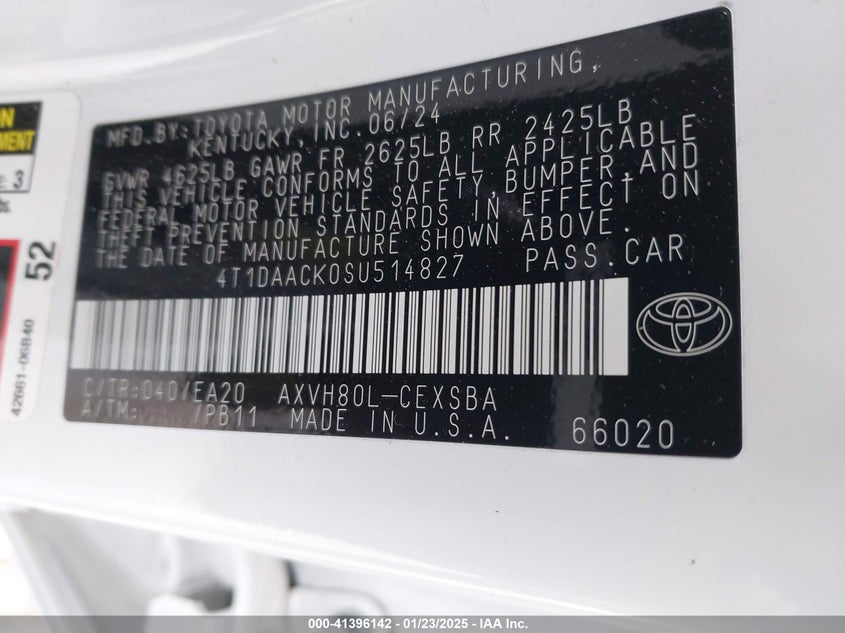 MFD.BY:TOYOTA MOTOR MANUFACTURING,
KENTUCKY, INC. 06/24
GVWR 4625LB GAWR FR 2625LB RR 2425LB
THIS VEHICLE CONFORMS TO ALL APPLICABLE
FEDERAL MOTOR VEHICLE SAFETY,BUMPER,AND
THEFT PREVENTION STANDARDS IN EFFECT ON
THE DATE OF MANUFACTURE SHOWN ABOVE.
4T1DAACK0SU514827 PASS.CAR
C/TR:040/EA20 AXVH80L-CEXSBA
A/TM: /PB11 MADE IN U.S.A. 66020
3
52
42661-06B40
000-41396142 - 01/23/2025 - IAA Inc.